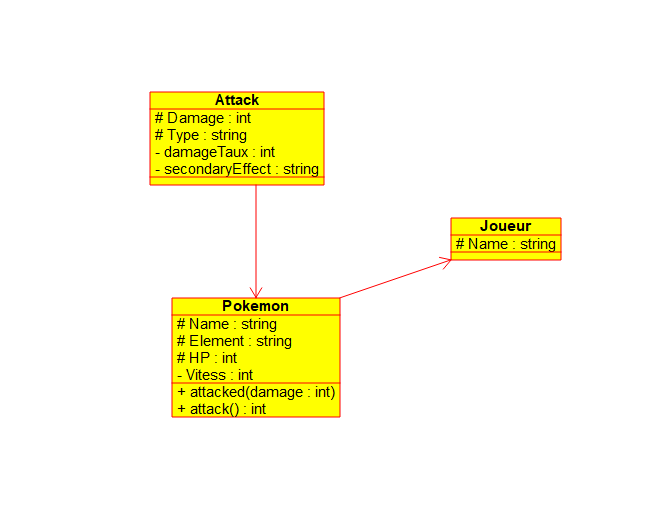 Attack
# Damage : int
# Type : string
- damageTaux : int
- secondaryEffect : string
Joueur
# Name : string
Pokemon
# Name : string
# Element : string
# HP : int
- Vitess : int
+ attacked(damage : int)
+ attack() : int